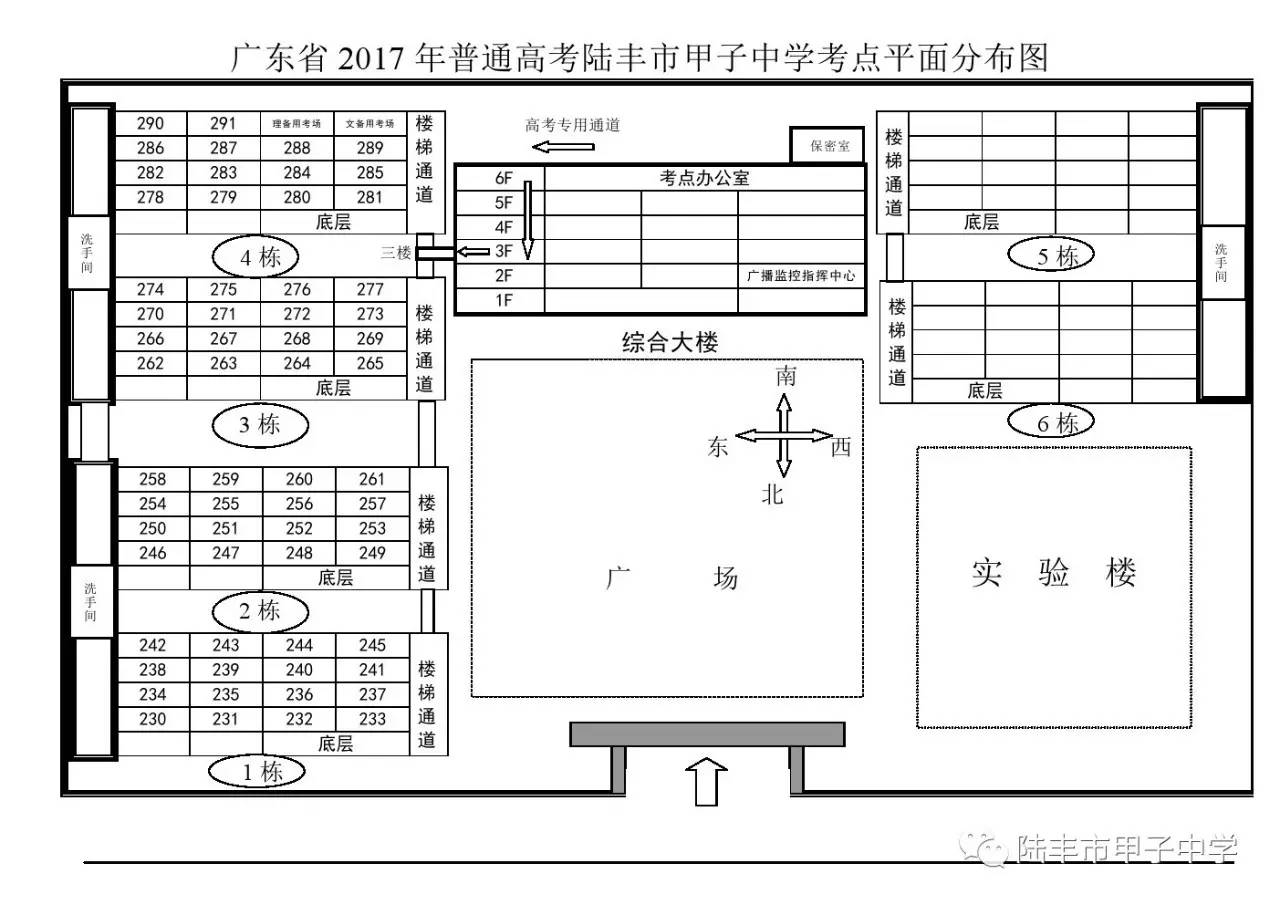 广东省 2017 年普通高考陆丰市甲子中学考点平面分布图
290 291 理备用考场 文备用考场
286 287 288 289
282 283 284 285
278 279 280 281
底层
楼梯通道
洗手间
4 栋
三楼
274 275 276 277
270 271 272 273
266 267 268 269
262 263 264 265
底层
楼梯通道
3 栋
258 259 260 261
254 255 256 257
250 251 252 253
246 247 248 249
底层
楼梯通道
洗手间
2 栋
242 243 244 245
238 239 240 241
234 235 236 237
230 231 232 233
底层
楼梯通道
1 栋
高考专用通道
保密室
6F 考点办公室
5F
4F
3F
2F 广播监控指挥中心
1F
综合大楼
南
东 西
北
广 场
楼梯通道
底层
5 栋
洗手间
楼梯通道
底层
6 栋
实 验 楼
陆丰市甲子中学